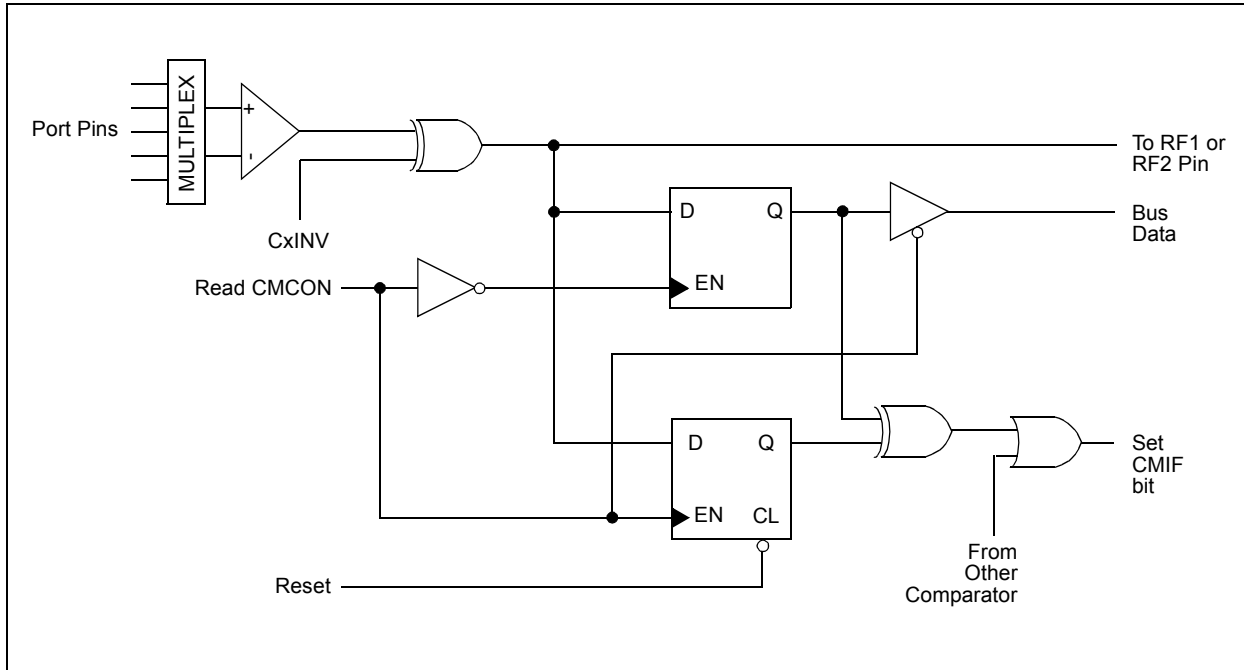 MULTIPLEX
Port Pins
+
-
CxINV
To RF1 or
RF2 Pin
D
Q
EN
Bus
Data
Read CMCON
D
Q
EN
CL
Set
CMIF
bit
From
Other
Comparator
Reset